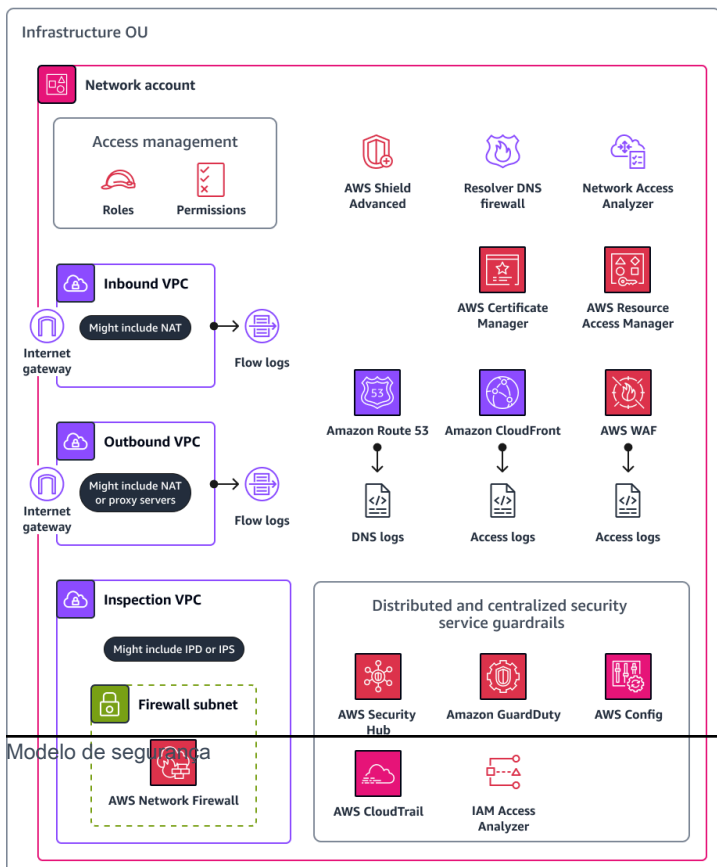 Infrastructure OU
Network account
Access management
Roles
Permissions
AWS Shield
Advanced
Resolver DNS
firewall
Network Access
Analyzer
AWS Certificate
Manager
AWS Resource
Access Manager
Inbound VPC
Might include NAT
Internet
gateway
Flow logs
53
Amazon Route 53
Amazon CloudFront
AWS WAF
DNS logs
Access logs
Access logs
Outbound VPC
Might include NAT
or proxy servers
Internet
gateway
Flow logs
Inspection VPC
Might include IPD or IPS
Firewall subnet
AWS Network Firewall
Distributed and centralized security
service guardrails
AWS Security
Hub
Amazon GuardDuty
AWS Config
Modelo de segurança
AWS CloudTrail
IAM Access
Analyzer